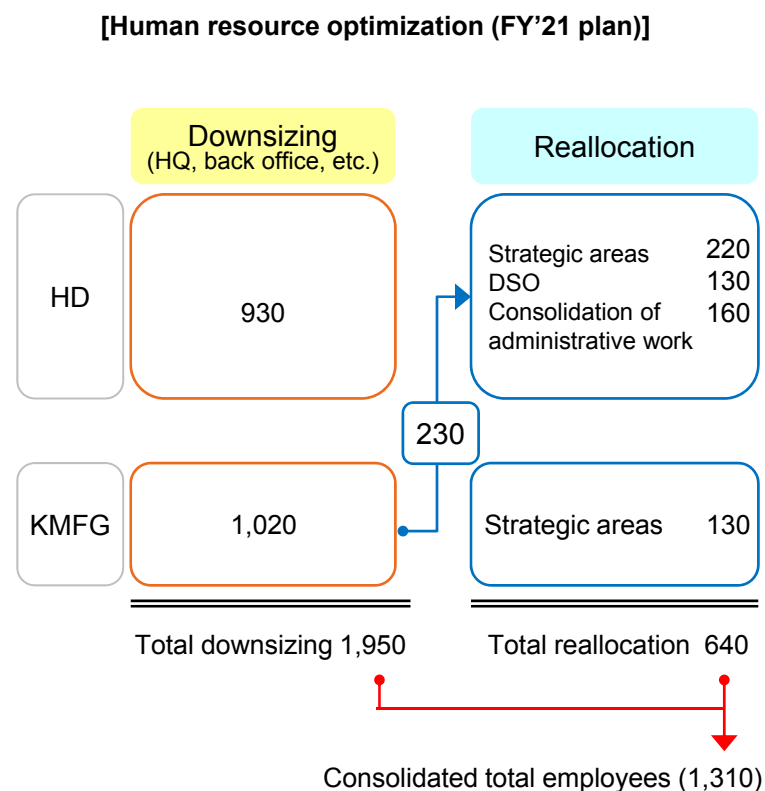 [Human resource optimization (FY’21 plan)]
Downsizing
(HQ, back office, etc.)
Reallocation
HD
930
Strategic areas 220
DSO 130
Consolidation of 160
administrative work
230
KMFG
1,020
Strategic areas 130
Total downsizing 1,950
Total reallocation 640
Consolidated total employees (1,310)